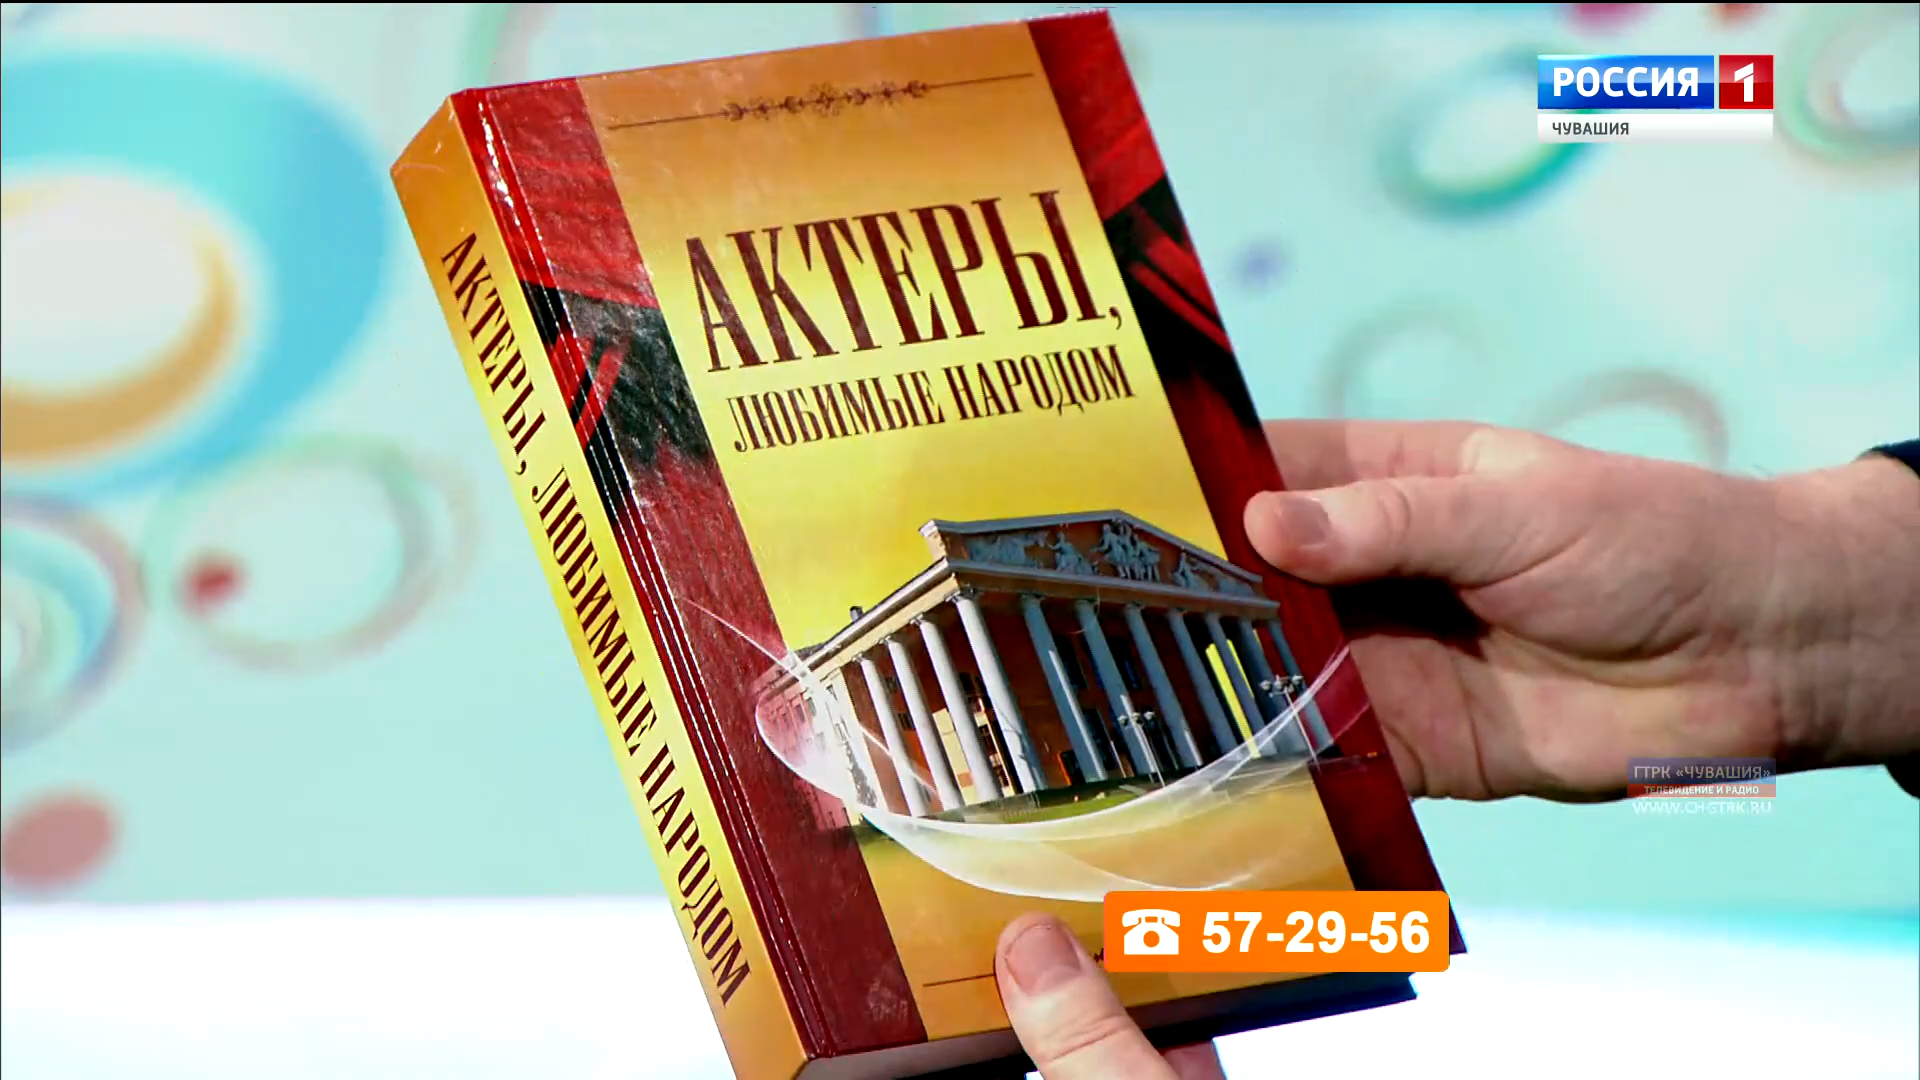 РОССИЯ 1
ЧУВАШИЯ
АКТЕРЫ,
ЛЮБИМЫЕ НАРОДОМ
АКТЕРЫ, ЛЮБИМЫЕ НАРОДОМ
ГТРК «ЧУВАШИЯ»
ТЕЛЕВИДЕНИЕ И РАДИО
WWW.CHGTRK.RU
57-29-56